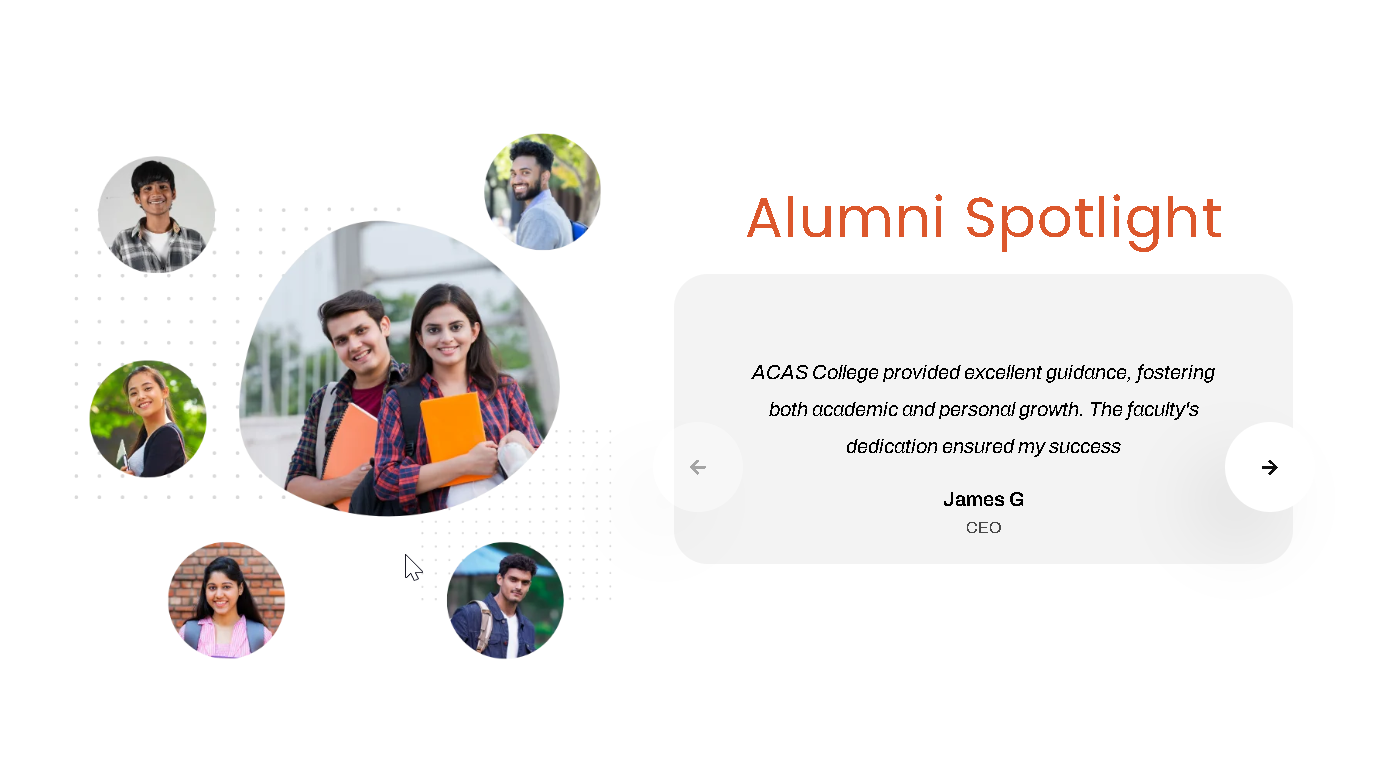 Alumni Spotlight
ACAS College provided excellent guidance, fostering
both academic and personal growth. The faculty's
dedication ensured my success
James G
CEO